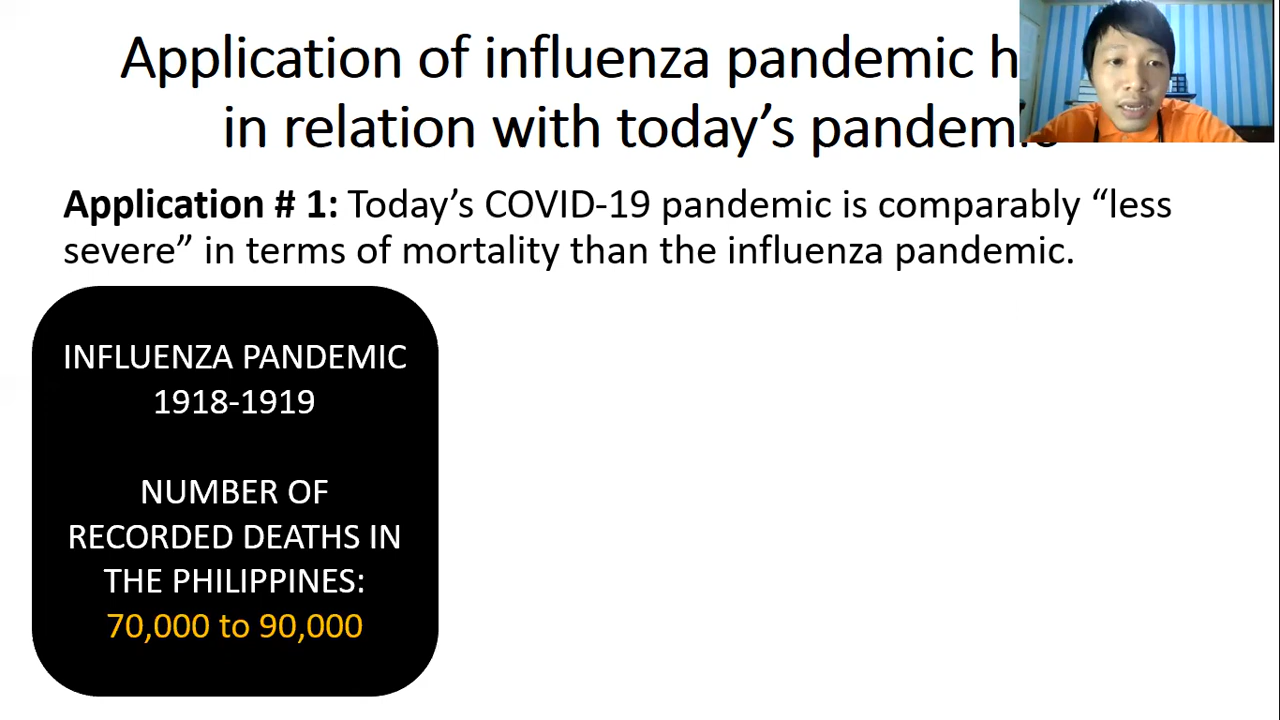 Application of influenza pandemic
in relation with today’s
Application # 1: Today’s COVID-19 pandemic is comparably “less
severe” in terms of mortality than the influenza pandemic.
INFLUENZA PANDEMIC
1918-1919
NUMBER OF
RECORDED DEATHS IN
THE PHILIPPINES:
70,000 to 90,000